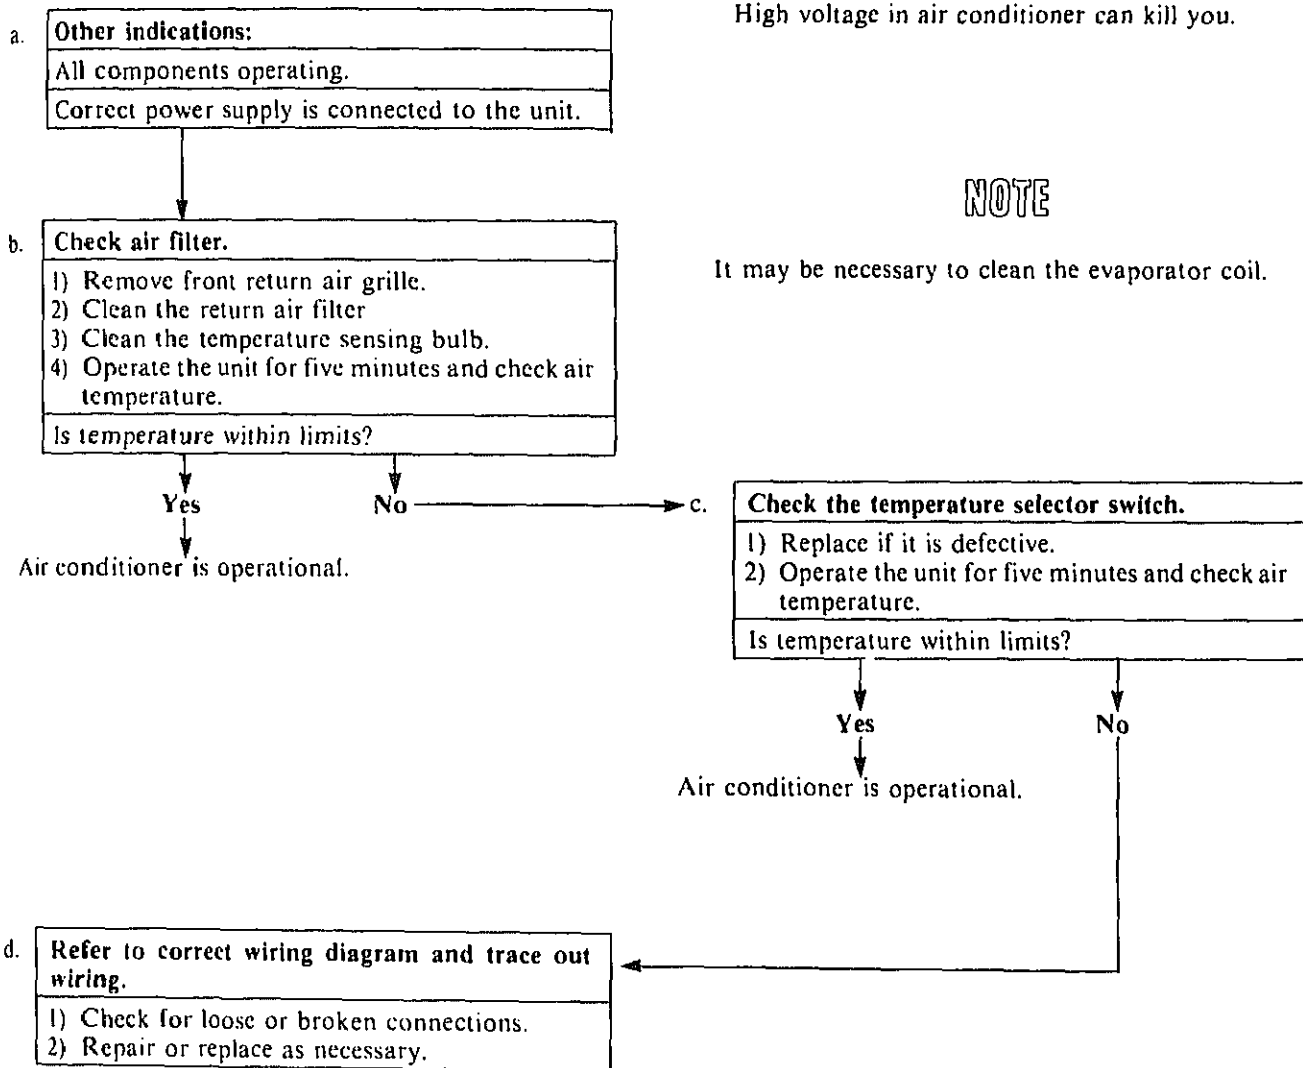 High voltage in air conditioner can kill you.
a.
Other indications:
All components operating.
Correct power supply is connected to the unit.
NOTE
It may be necessary to clean the evaporator coil.
b.
Check air filter.
1) Remove front return air grille.
2) Clean the return air filter
3) Clean the temperature sensing bulb.
4) Operate the unit for five minutes and check air
temperature.
Is temperature within limits?
Yes
No
Air conditioner is operational.
c.
Check the temperature selector switch.
1) Replace if it is defective.
2) Operate the unit for five minutes and check air
temperature.
Is temperature within limits?
Yes
No
Air conditioner is operational.
d.
Refer to correct wiring diagram and trace out
wiring.
1) Check for loose or broken connections.
2) Repair or replace as necessary.